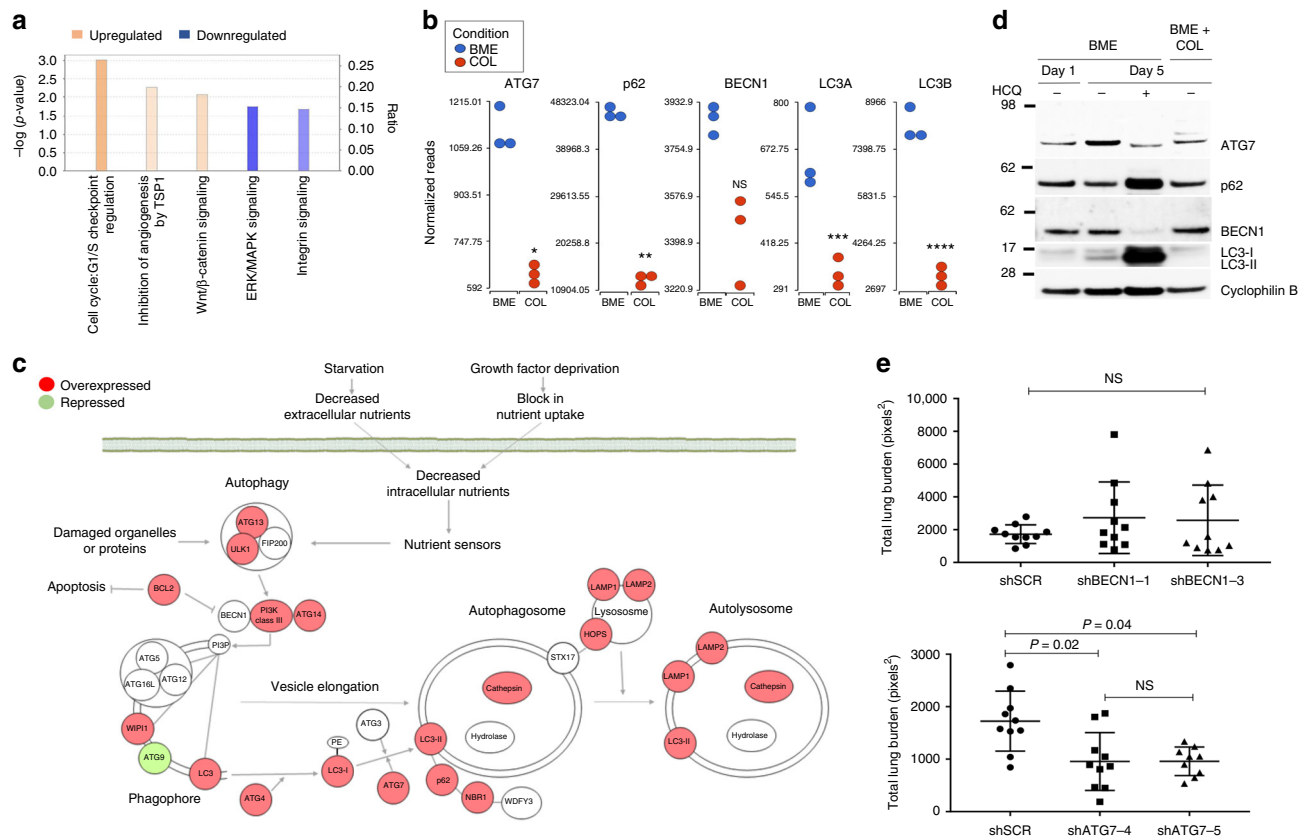 a
Upregulated
Downregulated
–log (p-value)
3.0
2.5
2.0
1.5
1.0
0.5
0.0
0.25
0.20
0.15
0.10
0.05
0.00
Ratio
Cell cycle:G1/S checkpoint
regulation
Inhibition of angiogenesis
by TSP1
Wnt/β-catenin signaling
ERK/MAPK signaling
Integrin signaling
b
Condition
BME
COL
Normalized reads
ATG7
1215.01
1059.26
903.51
747.75
592
*
BME COL
p62
48323.04
38968.3
29613.55
20258.8
10904.05
**
BME COL
BECN1
3932.9
3754.9
3576.9
3398.9
3220.9
NS
BME COL
LC3A
800
672.75
545.5
418.25
291
***
BME COL
LC3B
8966
7398.75
5831.5
4264.25
2697
****
BME COL
d
BME
BME +
COL
Day 1
Day 5
HCQ – – + –
98
ATG7
62
p62
62
BECN1
17
LC3-I
LC3-II
28
Cyclophilin B
c
Overexpressed
Repressed
Starvation
Growth factor deprivation
Decreased
extracellular nutrients
Block in
nutrient uptake
Decreased
intracellular nutrients
Nutrient sensors
Autophagy
Damaged organelles
or proteins
ATG13
ULK1
FIP200
Apoptosis
BCL2
BECN1
PI3K
class III
ATG14
PI3P
ATG5
ATG16L
ATG12
WIPI1
ATG9
LC3
Phagophore
Vesicle elongation
ATG4
PE
LC3-I
ATG3
ATG7
Autophagosome
Cathepsin
Hydrolase
LC3-II
p62
NBR1
WDFY3
STX17
HOPS
LAMP1
LAMP2
Lysososme
Autolysosome
LAMP2
LAMP1
Cathepsin
Hydrolase
LC3-II
e
NS
Total lung burden (pixels²)
10,000
8000
6000
4000
2000
0
shSCR
shBECN1–1
shBECN1–3
P = 0.04
P = 0.02
NS
Total lung burden (pixels²)
3000
2000
1000
0
shSCR
shATG7–4
shATG7–5